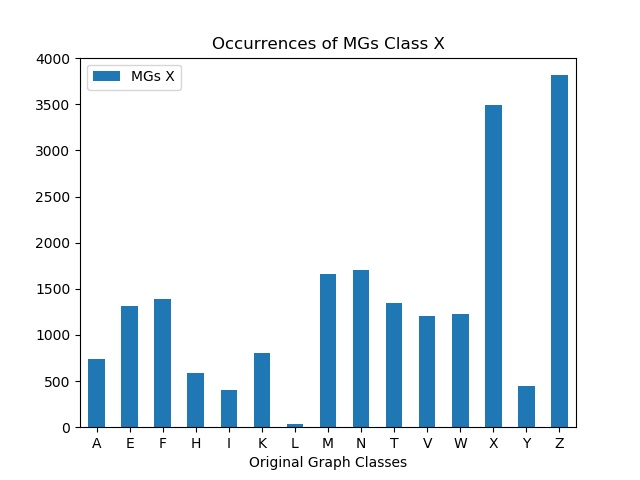 Occurrences of MGs Class X
MGs X
4000
3500
3000
2500
2000
1500
1000
500
0
A E F H I K L M N T V W X Y Z
Original Graph Classes